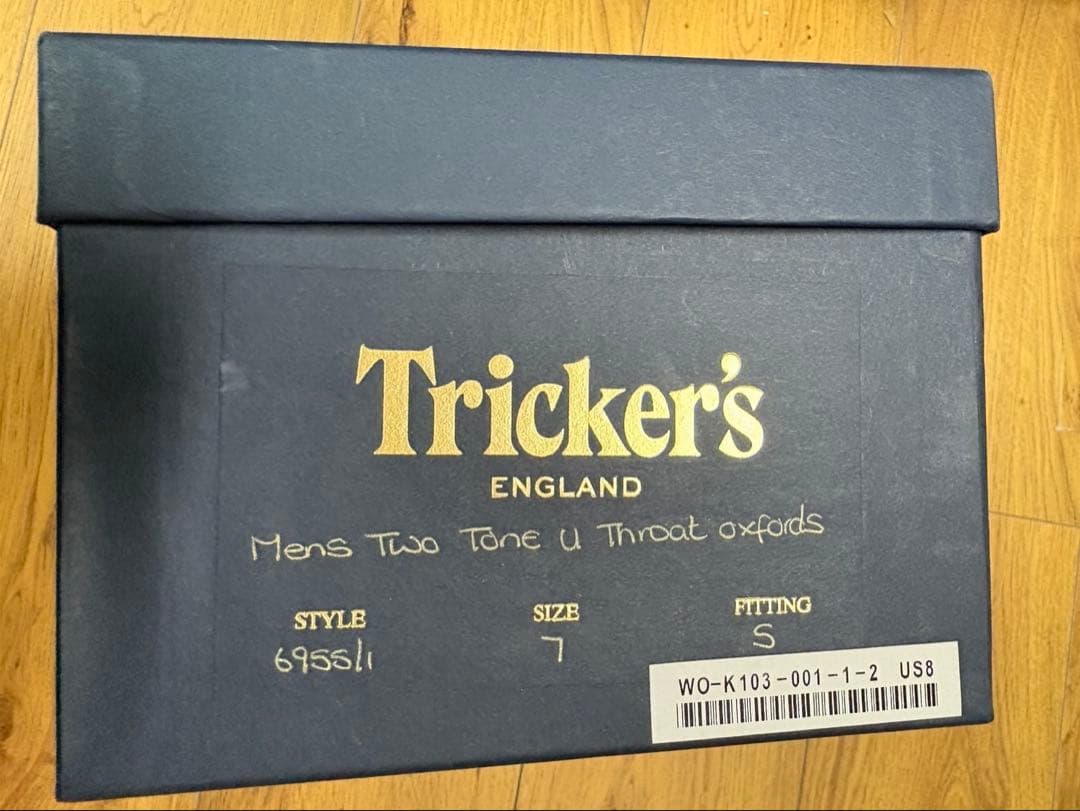 Tricker's
ENGLAND
Mens Two Tone U Throat oxfords
STYLE SIZE FITTING
6955/1 7 S
WO-K103-001-1-2 US8